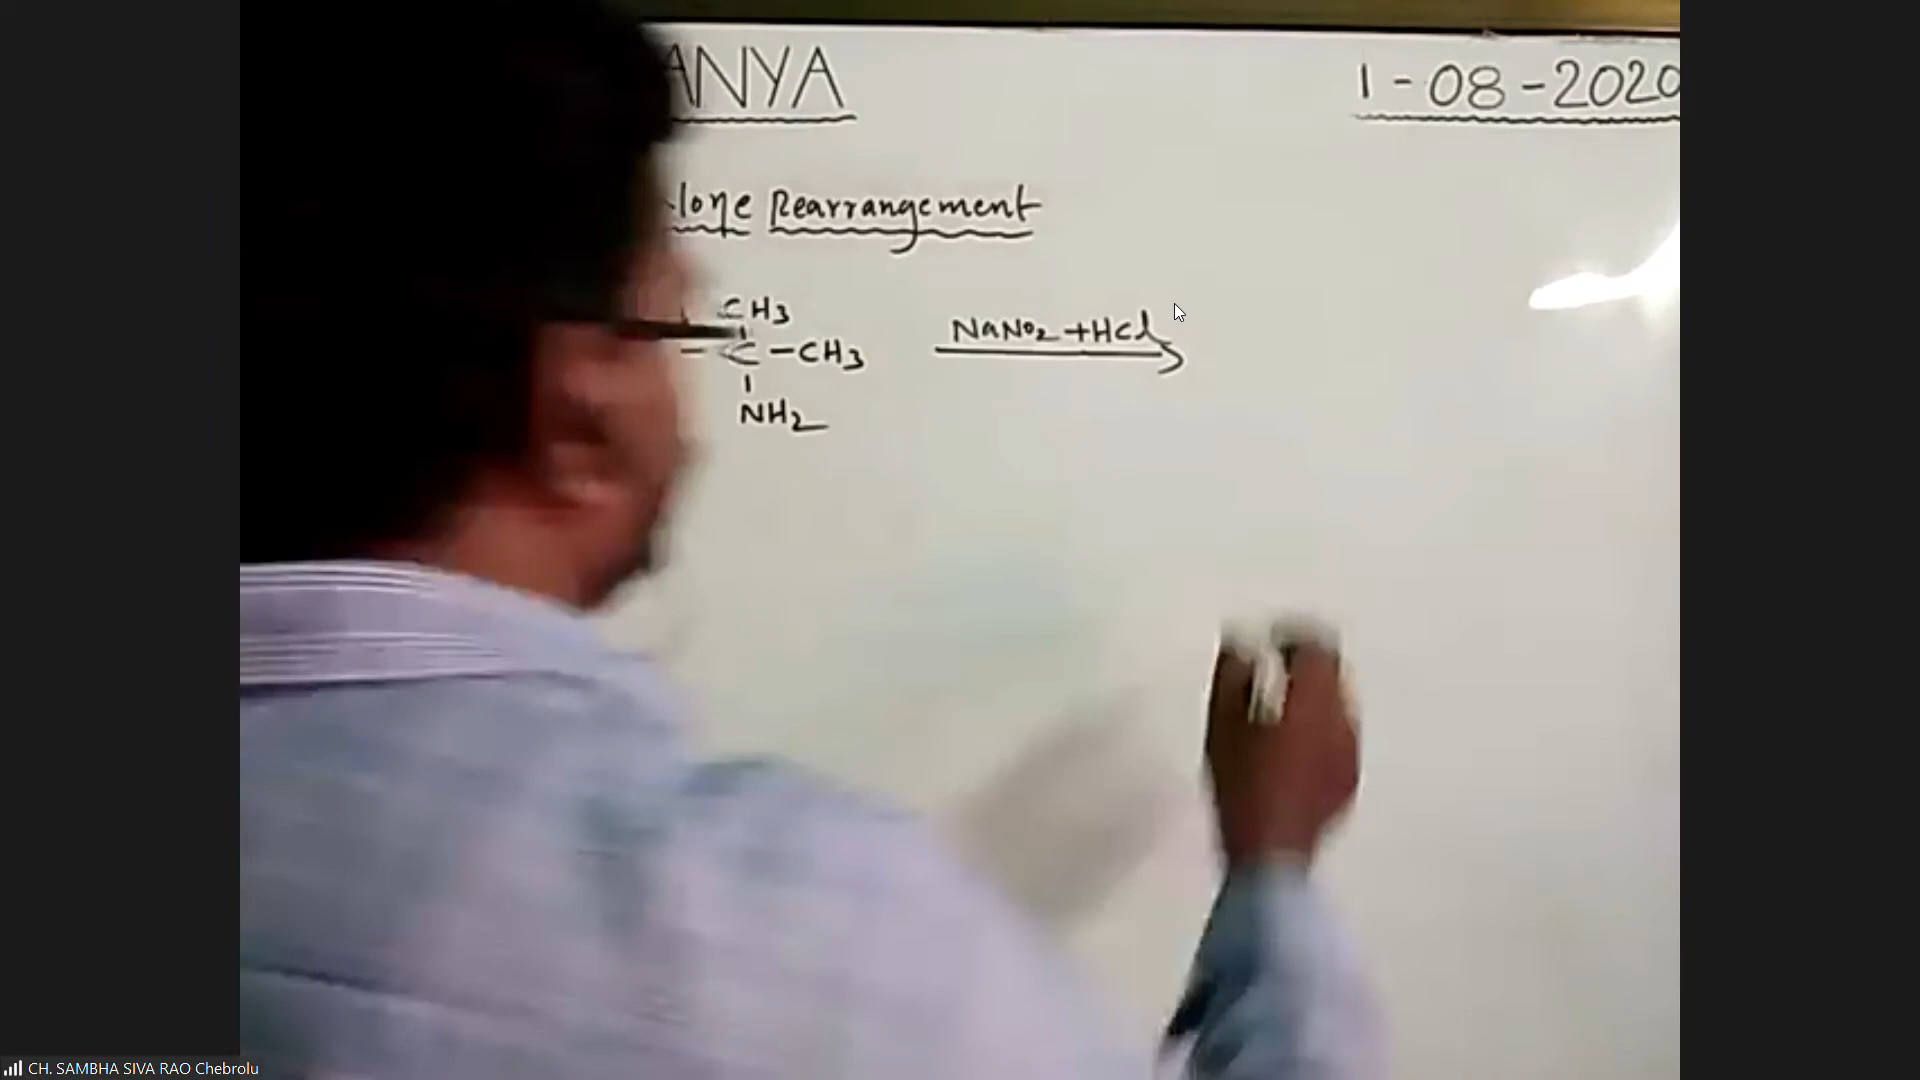 ANYA
1-08-2020
lone Rearrangement
CH3
- C -CH3
NH2
NaNO2 +HCl
CH. SAMBHA SIVA RAO Chebrolu